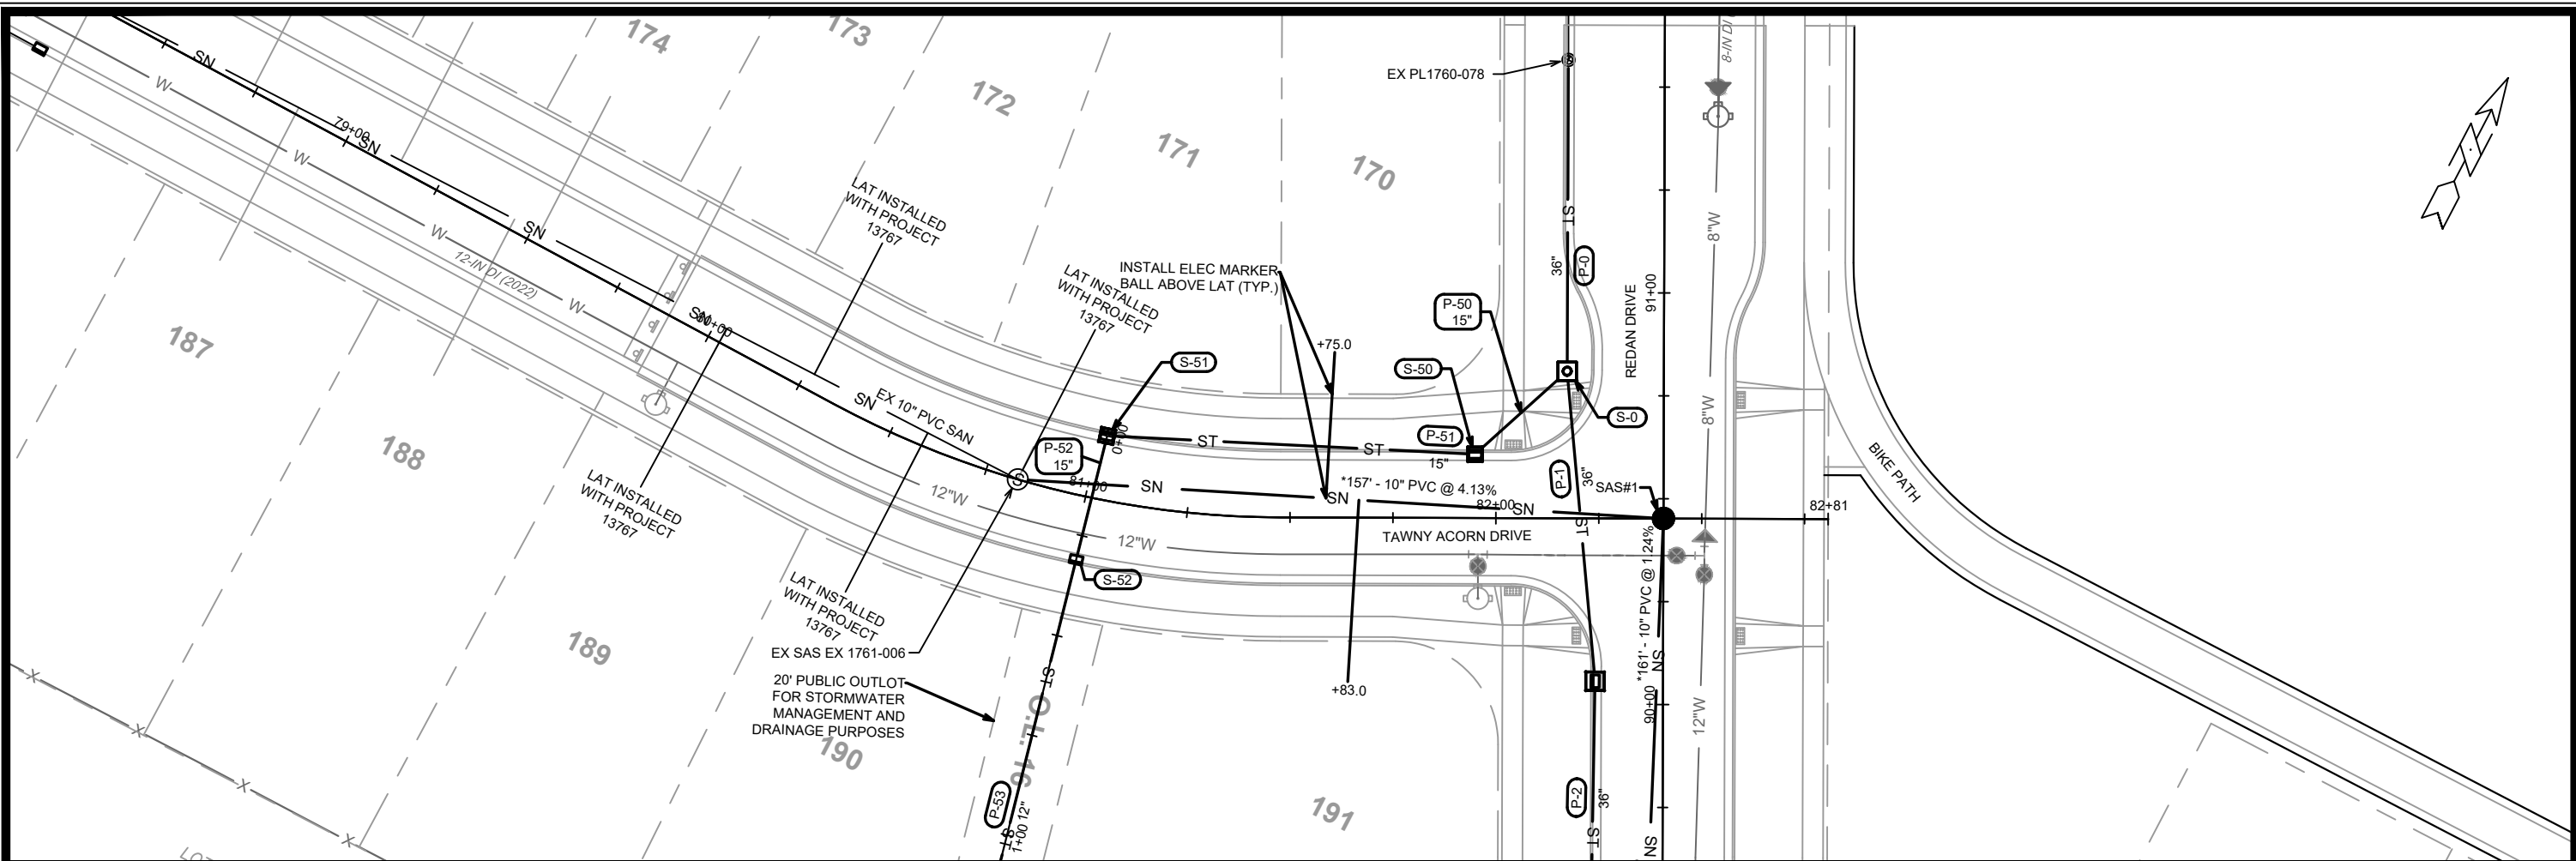 174
173
172
171
170
8-IN DI
EX PL1760-078
SN
W
79+00
SN
W
LAT INSTALLED
WITH PROJECT
13767
SN
W
12-IN DI (2022)
W
ST
36"
P-0
8"W
REDAN DRIVE
91+00
INSTALL ELEC MARKER
BALL ABOVE LAT (TYP.)
LAT INSTALLED
WITH PROJECT
13767
P-50
15"
+75.0
SN
80+00
187
S-51
S-50
S-0
8"W
SN
EX 10" PVC SAN
0+00
ST
ST
P-51
15"
P-52
15"
188
BIKE PATH
12"W
81+00
SN
SN
*157' - 10" PVC @ 4.13%
82+00
SN
P-1
36"
SAS#1
82+81
LAT INSTALLED
WITH PROJECT
13767
ST
TAWNY ACORN DRIVE
12"W
S-52
*161' - 10" PVC @ 1.24%
LAT INSTALLED
WITH PROJECT
13767
189
EX SAS EX 1761-006
20' PUBLIC OUTLOT
FOR STORMWATER
MANAGEMENT AND
DRAINAGE PURPOSES
ST
O.L. 16
+83.0
SN
90+00
12"W
X
X
X
X
190
191
P-53
12"
1+00
ST
P-2
36"
ST
SN